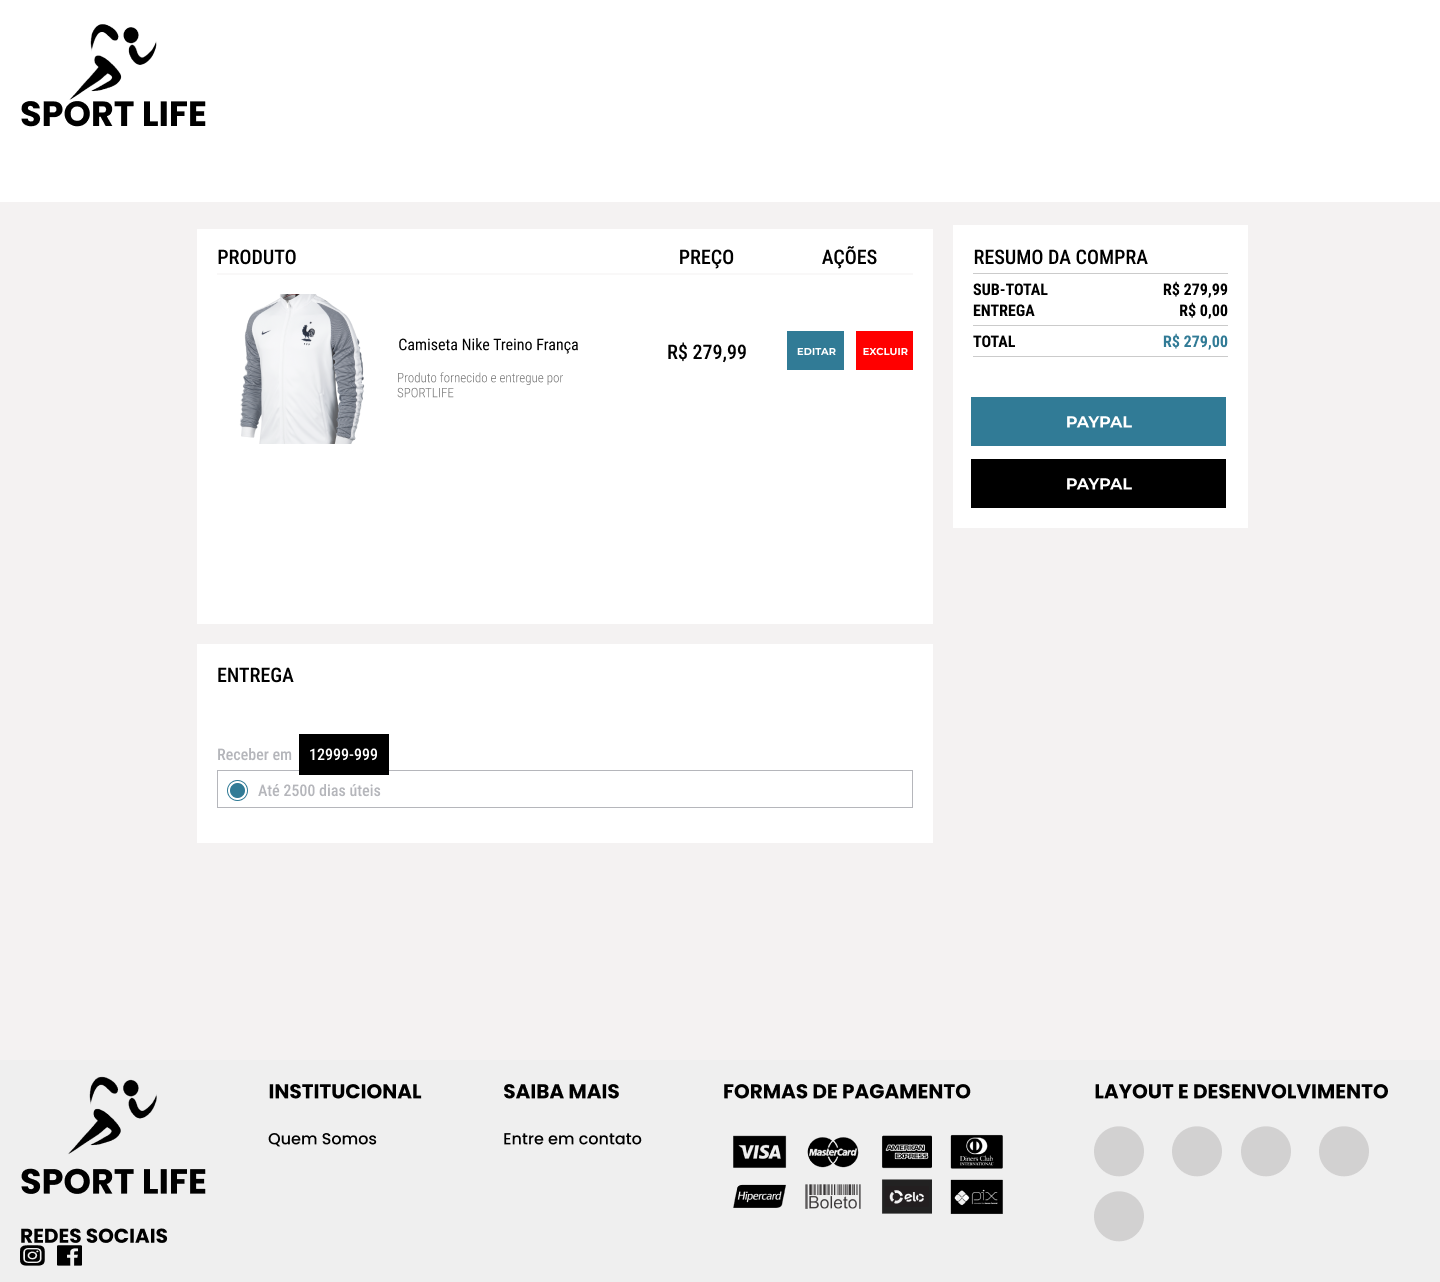 SPORT LIFE
PRODUTO PREÇO AÇÕES
Camiseta Nike Treino França
Produto fornecido e entregue por
SPORTLIFE
R$ 279,99
EDITAR EXCLUIR
RESUMO DA COMPRA
SUB-TOTAL R$ 279,99
ENTREGA R$ 0,00
TOTAL R$ 279,00
PAYPAL
PAYPAL
ENTREGA
Receber em 12999-999
Até 2500 dias úteis
SPORT LIFE
REDES SOCIAIS
INSTITUCIONAL
Quem Somos
SAIBA MAIS
Entre em contato
FORMAS DE PAGAMENTO
VISA MasterCard AMERICAN EXPRESS Diners Club INTERNATIONAL
Hipercard Boleto elo pix
LAYOUT E DESENVOLVIMENTO